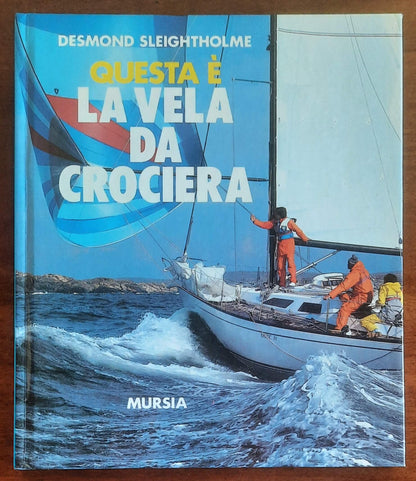 DESMOND SLEIGHTHOLME
QUESTA È
LA VELA
DA
CROCIERA
MURSIA